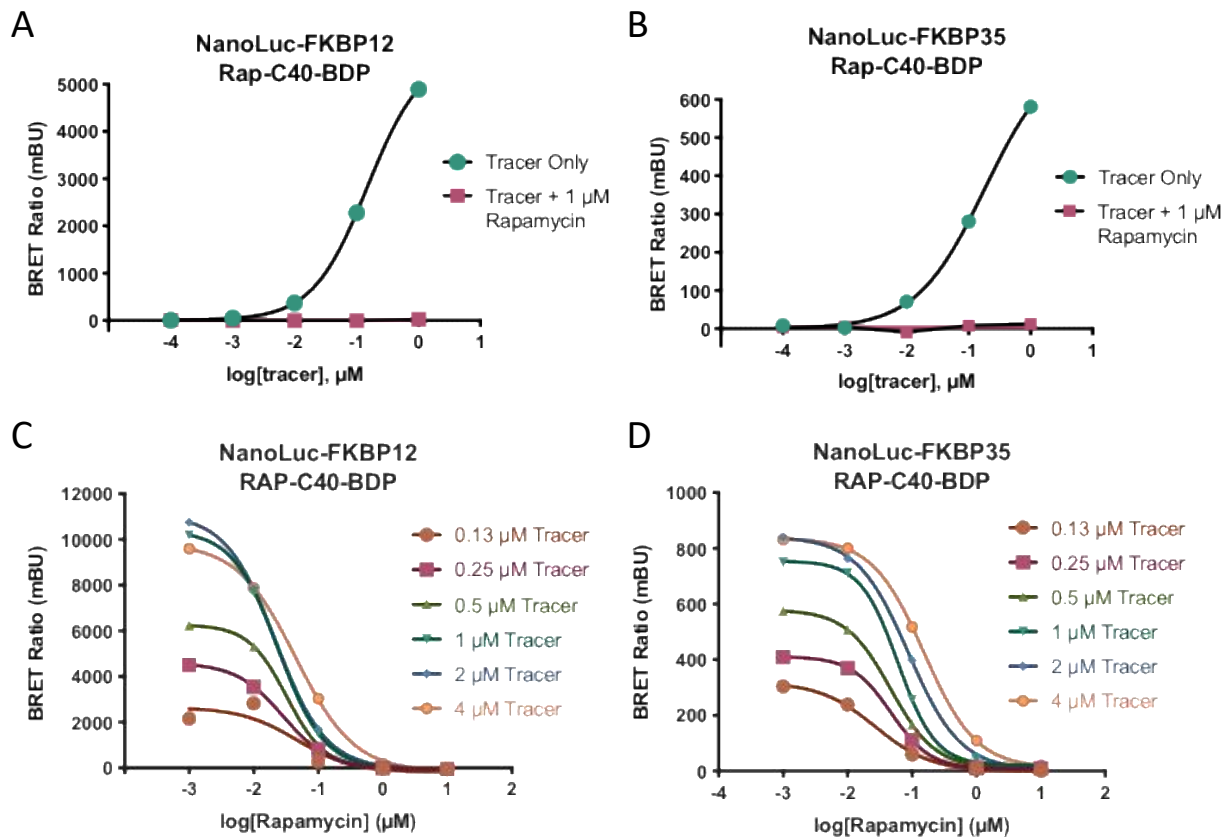 A
NanoLuc-FKBP12
Rap-C40-BDP
BRET Ratio (mBU)
5000
4000
3000
2000
1000
0
-4 -3 -2 -1 0 1
log[tracer], µM
Tracer Only
Tracer + 1 µM
Rapamycin
B
NanoLuc-FKBP35
Rap-C40-BDP
BRET Ratio (mBU)
600
500
400
300
200
100
0
-4 -3 -2 -1 0 1
log[tracer], µM
Tracer Only
Tracer + 1 µM
Rapamycin
C
NanoLuc-FKBP12
RAP-C40-BDP
BRET Ratio (mBU)
12000
10000
8000
6000
4000
2000
0
-3 -2 -1 0 1 2
log[Rapamycin] (µM)
0.13 µM Tracer
0.25 µM Tracer
0.5 µM Tracer
1 µM Tracer
2 µM Tracer
4 µM Tracer
D
NanoLuc-FKBP35
RAP-C40-BDP
BRET Ratio (mBU)
1000
800
600
400
200
0
-4 -3 -2 -1 0 1 2
log[Rapamycin] (µM)
0.13 µM Tracer
0.25 µM Tracer
0.5 µM Tracer
1 µM Tracer
2 µM Tracer
4 µM Tracer